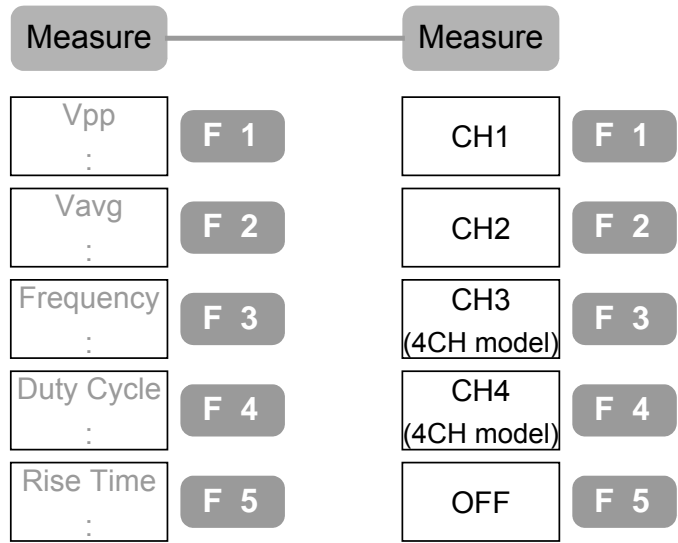 Measure
Vpp
:
F 1
Vavg
:
F 2
Frequency
:
F 3
Duty Cycle
:
F 4
Rise Time
:
F 5
Measure
CH1
F 1
CH2
F 2
CH3
(4CH model)
F 3
CH4
(4CH model)
F 4
OFF
F 5